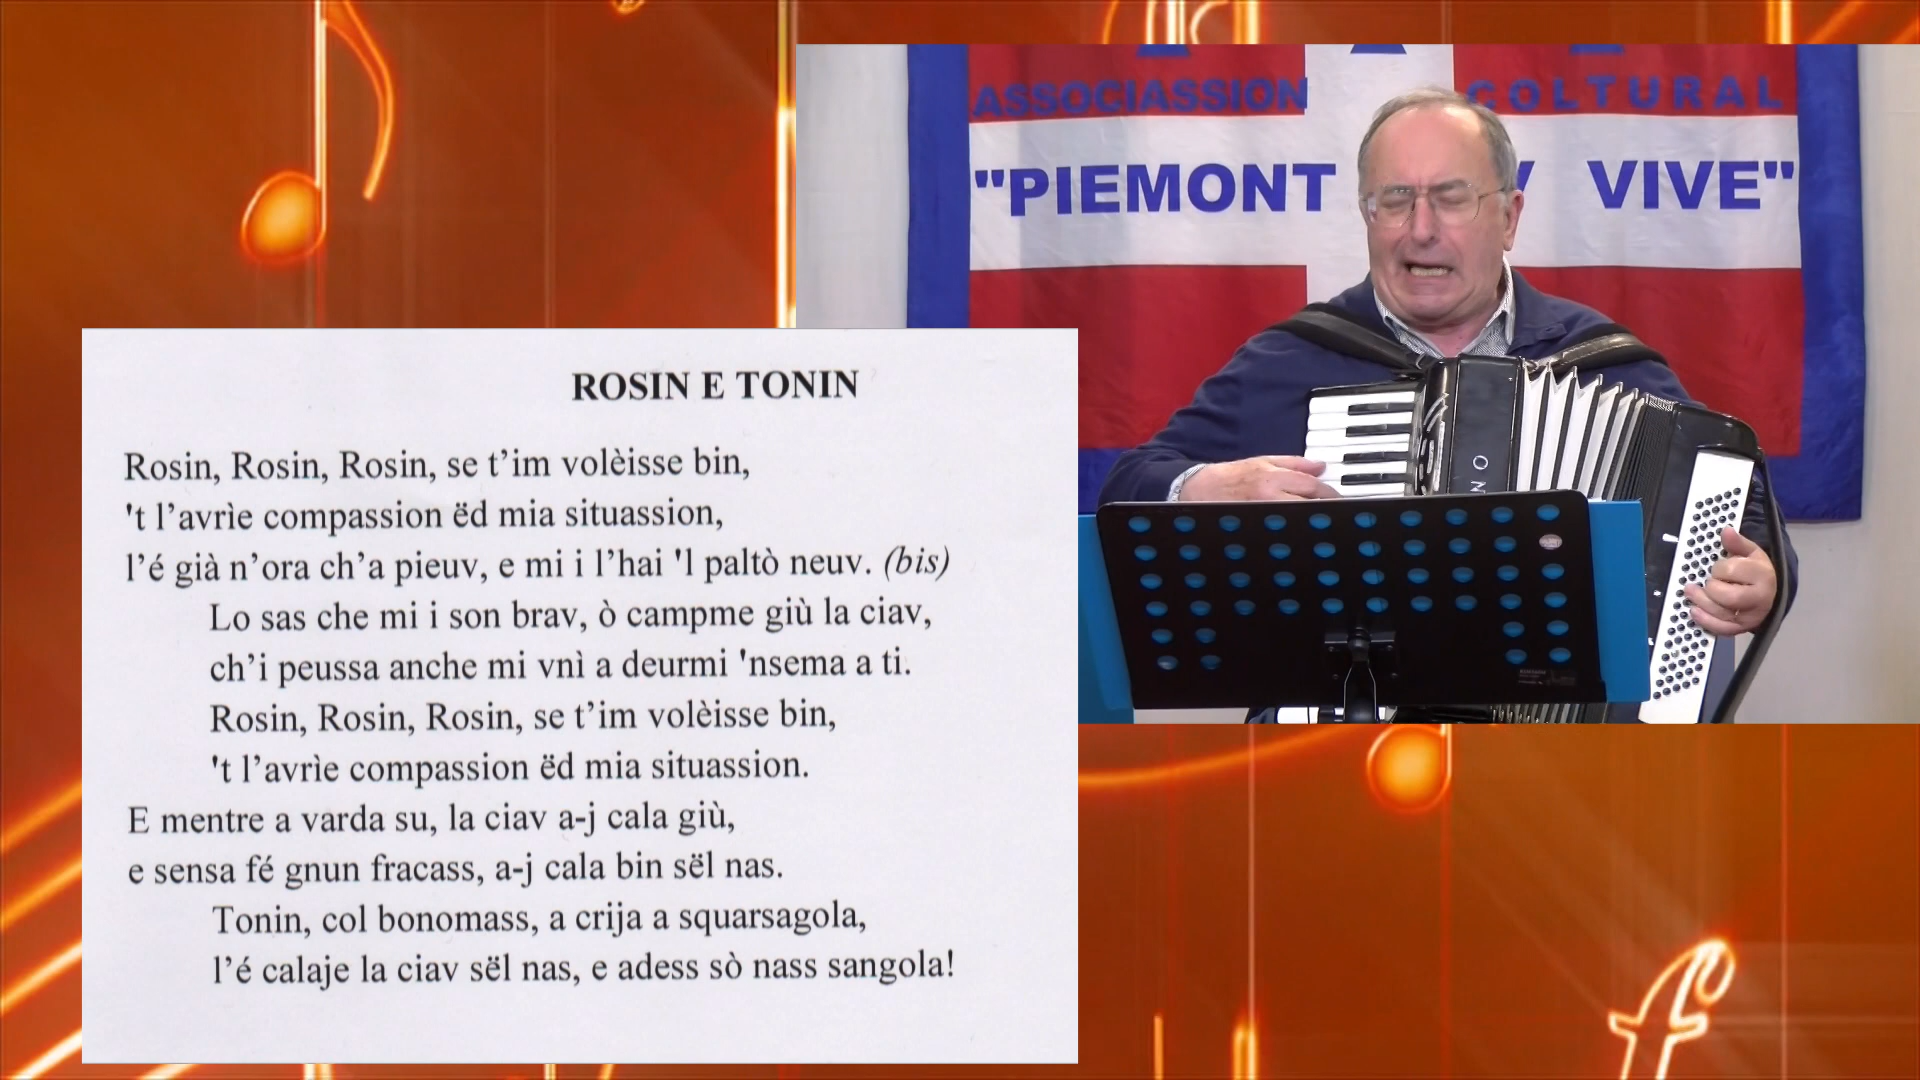 ASSOCIASSION COLTURAL
"PIEMONT VIVE"
ROSIN E TONIN
Rosin, Rosin, Rosin, se t’im volèisse bin,
't l’avrìe compassion ëd mia situassion,
l’é già n’ora ch’a pieuv, e mi i l’hai 'l paltò neuv. (bis)
Lo sas che mi i son brav, ò campme giù la ciav,
ch’i peussa anche mi vnì a deurmi 'nsema a ti.
Rosin, Rosin, Rosin, se t’im volèisse bin,
't l’avrìe compassion ëd mia situassion.
E mentre a varda su, la ciav a-j cala giù,
e sensa fé gnun fracass, a-j cala bin sël nas.
Tonin, col bonomass, a crija a squarsagola,
l’é calaje la ciav sël nas, e adess sò nass sangola!